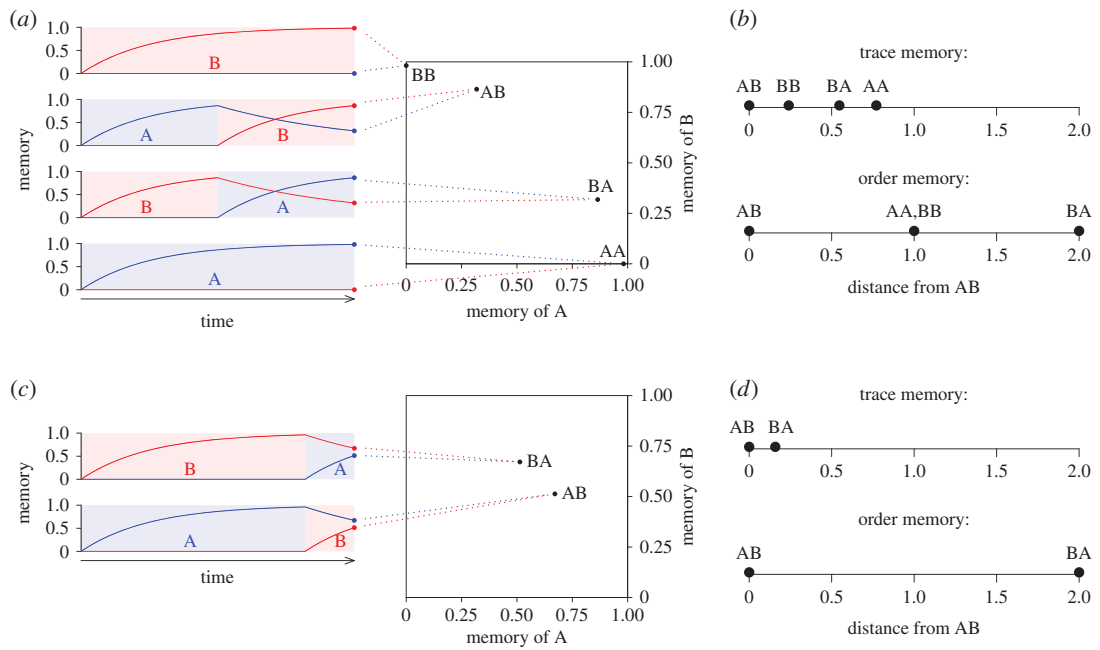 (a)
1.0
0.5
0
B
1.0
0.5
0
A
B
1.0
0.5
0
B
A
1.0
0.5
0
A
memory
time
BB
AB
BA
AA
1.00
0.75
0.50
0.25
0
memory of B
0
0.25
0.50
0.75
1.00
memory of A
(b)
trace memory:
AB BB BA AA
0 0.5 1.0 1.5 2.0
order memory:
AB AA,BB BA
0 0.5 1.0 1.5 2.0
distance from AB
(c)
1.0
0.5
0
B
A
1.0
0.5
0
A
B
memory
time
BA
AB
1.00
0.75
0.50
0.25
0
memory of B
0
0.25
0.50
0.75
1.00
memory of A
(d)
trace memory:
AB BA
0 0.5 1.0 1.5 2.0
order memory:
AB BA
0 0.5 1.0 1.5 2.0
distance from AB